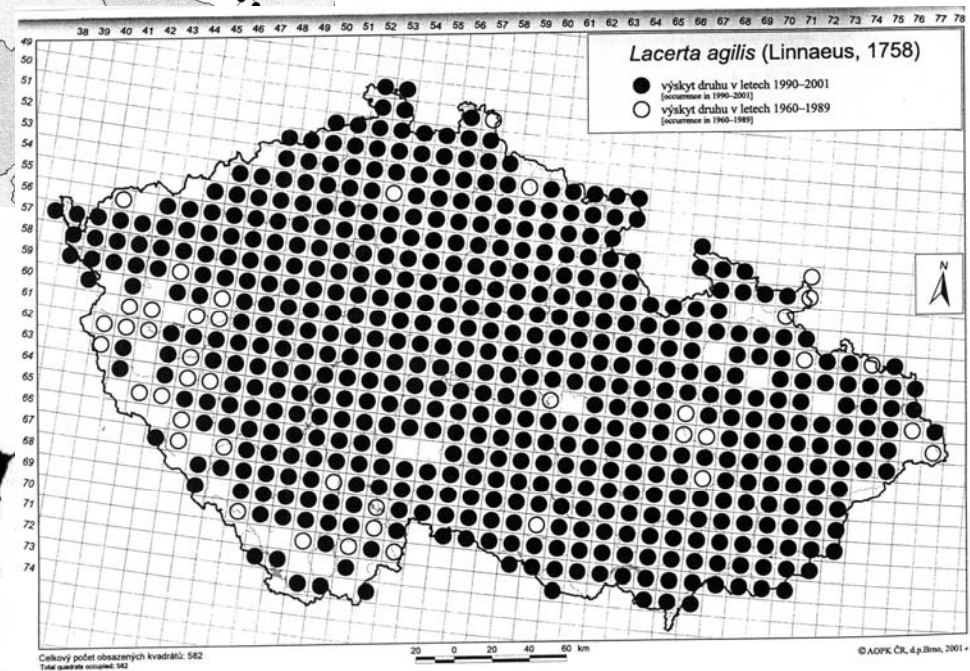 38 39 40 41 42 43 44 45 46 47 48 49 50 51 52 53 54 55 56 57 58 59 60 61 62 63 64 65 66 67 68 69 70 71 72 73 74 75 76 77 78
Lacerta agilis (Linnaeus, 1758)
výskyt druhu v letech 1990–2001
[occurrence in 1990–2001]
výskyt druhu v letech 1960–1989
[occurrence in 1960–1989]
49
50
51
52
53
54
55
56
57
58
59
60
61
62
63
64
65
66
67
68
69
70
71
72
73
74
N
Celkový počet obsazených kvadrátů: 582
Total quadrats occupied: 582
20 0 20 40 60 km
© AOPK ČR, d.p.Brno, 2001